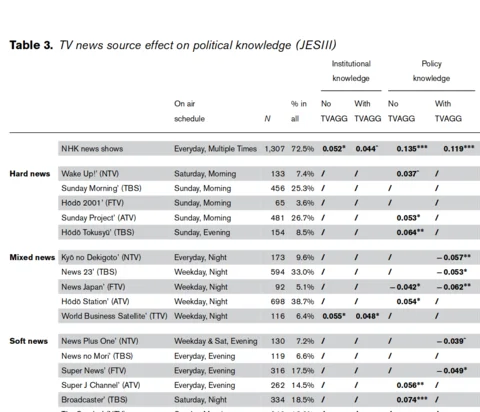 Table 3. TV news source effect on political knowledge (JESIII)
Institutional Policy
knowledge knowledge
On air % in No With No With
schedule N all TVAGG TVAGG TVAGG TVAGG
NHK news shows Everyday, Multiple Times 1,307 72.5% 0.052* 0.044ˆ 0.135*** 0.119***
Hard news Wake Up!' (NTV) Saturday, Morning 133 7.4% / / 0.037ˆ /
Sunday Morning' (TBS) Sunday, Morning 456 25.3% / / / /
Hōdō 2001' (FTV) Sunday, Morning 65 3.6% / / / /
Sunday Project' (ATV) Sunday, Morning 481 26.7% / / 0.053* /
Hōdō Tokusyū' (TBS) Sunday, Evening 154 8.5% / / 0.064** /
Mixed news Kyō no Dekigoto' (NTV) Everyday, Night 173 9.6% / / / −0.057**
News 23' (TBS) Weekday, Night 594 33.0% / / / −0.053*
News Japan' (FTV) Weekday, Night 92 5.1% / / −0.042* −0.062**
Hōdō Station' (ATV) Weekday, Night 698 38.7% / / 0.054* /
World Business Satellite' (TTV) Weekday, Night 116 6.4% 0.055* 0.048* / /
Soft news News Plus One' (NTV) Weekday & Sat, Evening 130 7.2% / / / −0.039ˆ
News no Mori' (TBS) Everyday, Evening 119 6.6% / / / /
Super News' (FTV) Everyday, Evening 316 17.5% / / / −0.049*
Super J Channel' (ATV) Everyday, Evening 262 14.5% / / 0.056** /
Broadcaster' (TBS) Saturday, Night 334 18.5% / / 0.074*** /